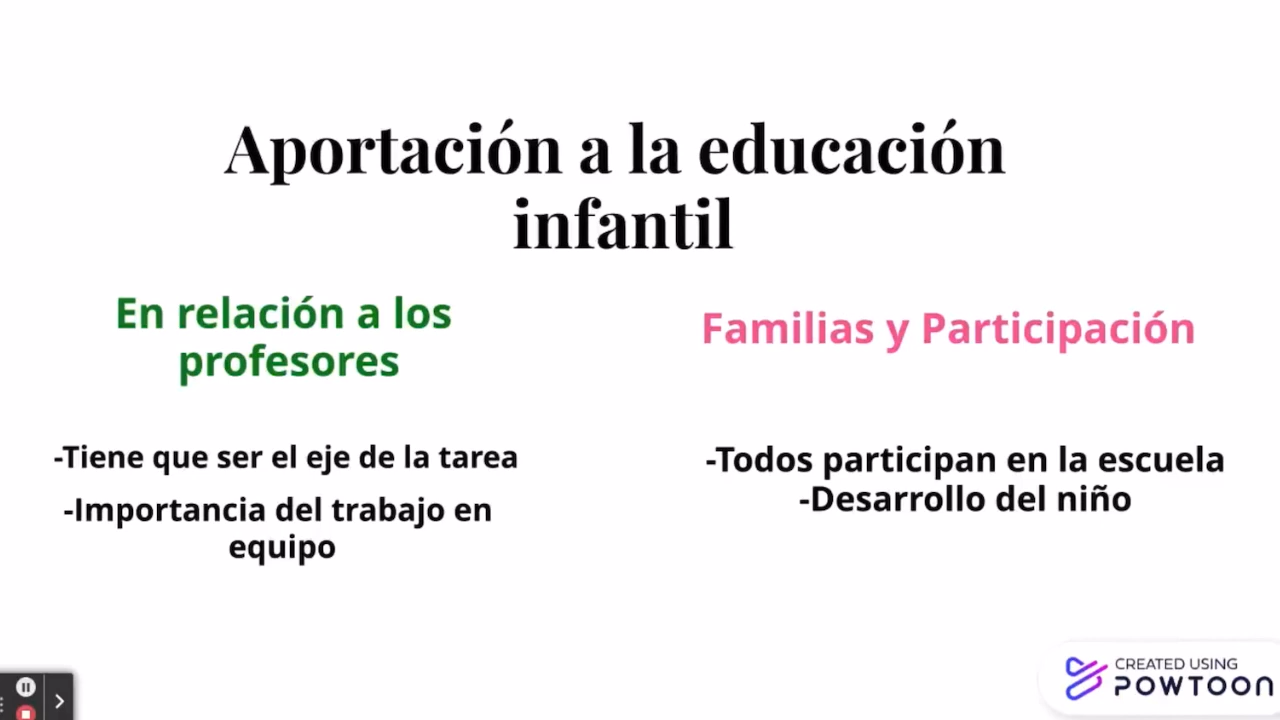 Aportación a la educación
infantil
En relación a los
profesores
-Tiene que ser el eje de la tarea
-Importancia del trabajo en
equipo
Familias y Participación
-Todos participan en la escuela
-Desarrollo del niño
CREATED USING
POWTOON